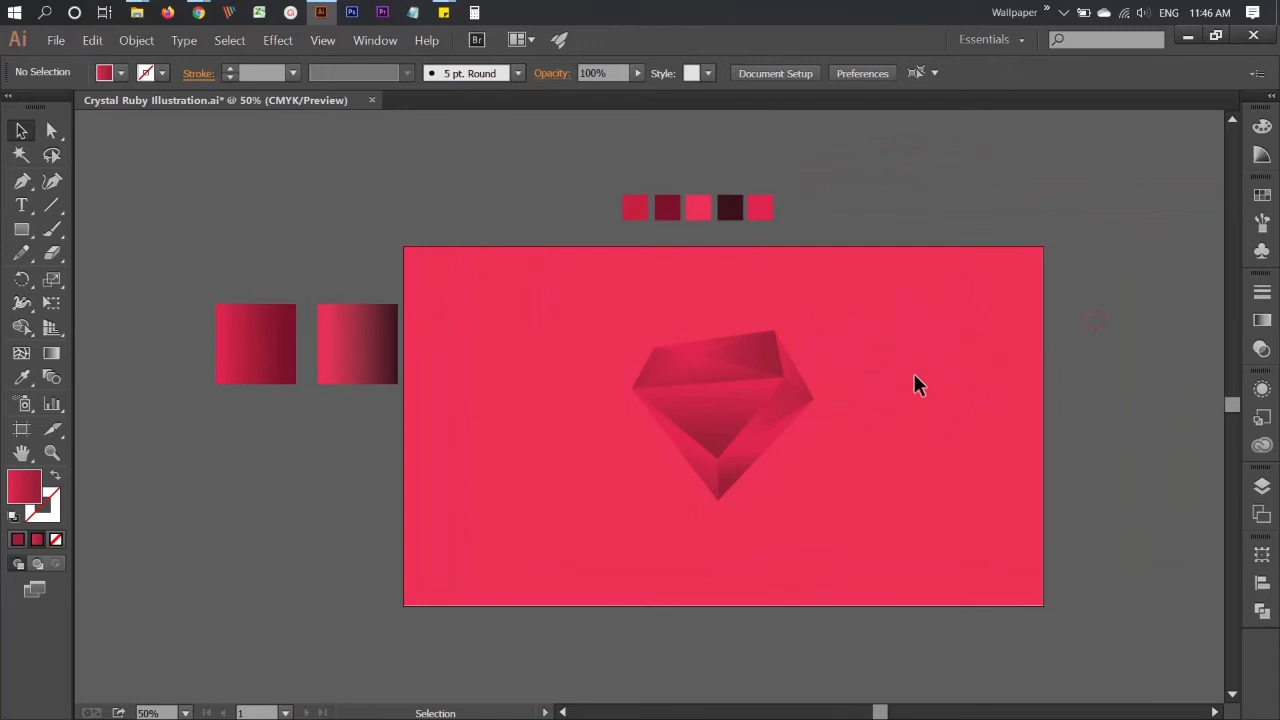 Wallpaper » ENG 11:46 AM
Ai File Edit Object Type Select Effect View Window Help Br Essentials
No Selection Stroke: 5 pt. Round Opacity: 100% Style: Document Setup Preferences
Crystal Ruby Illustration.ai* @ 50% (CMYK/Preview) ×
50% 1 Selection